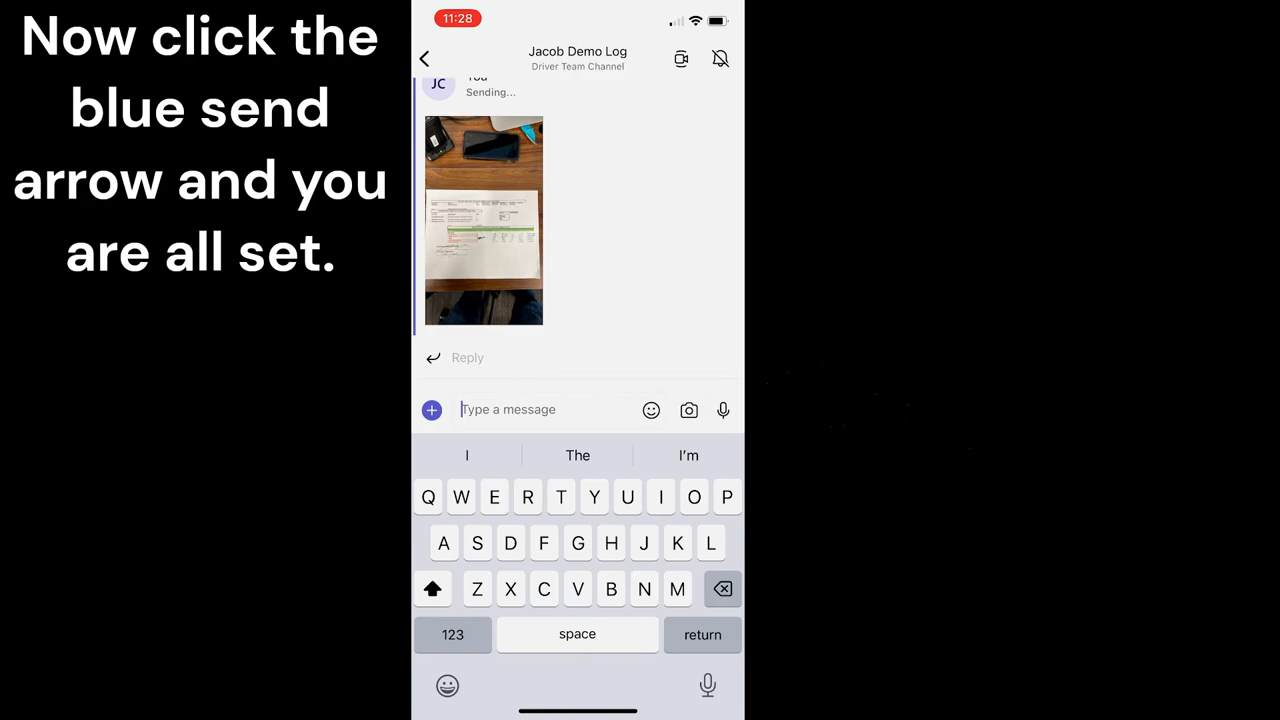 Now click the
blue send
arrow and you
are all set.
11:28
Jacob Demo Log
Driver Team Channel
JC
You
Sending...
Reply
Type a message
I The I'm
Q W E R T Y U I O P
A S D F G H J K L
Z X C V B N M
123 space return